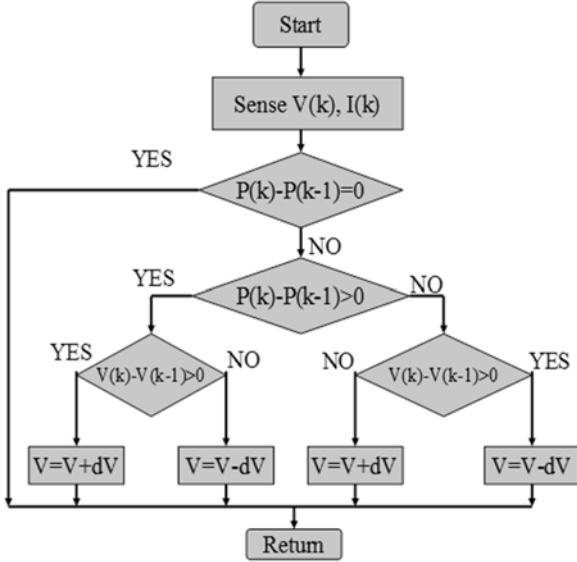 Start
Sense V(k), I(k)
YES
P(k)-P(k-1)=0
NO
YES
P(k)-P(k-1)>0
NO
YES
V(k)-V(k-1)>0
NO
NO
V(k)-V(k-1)>0
YES
V=V+dV
V=V-dV
V=V+dV
V=V-dV
Return